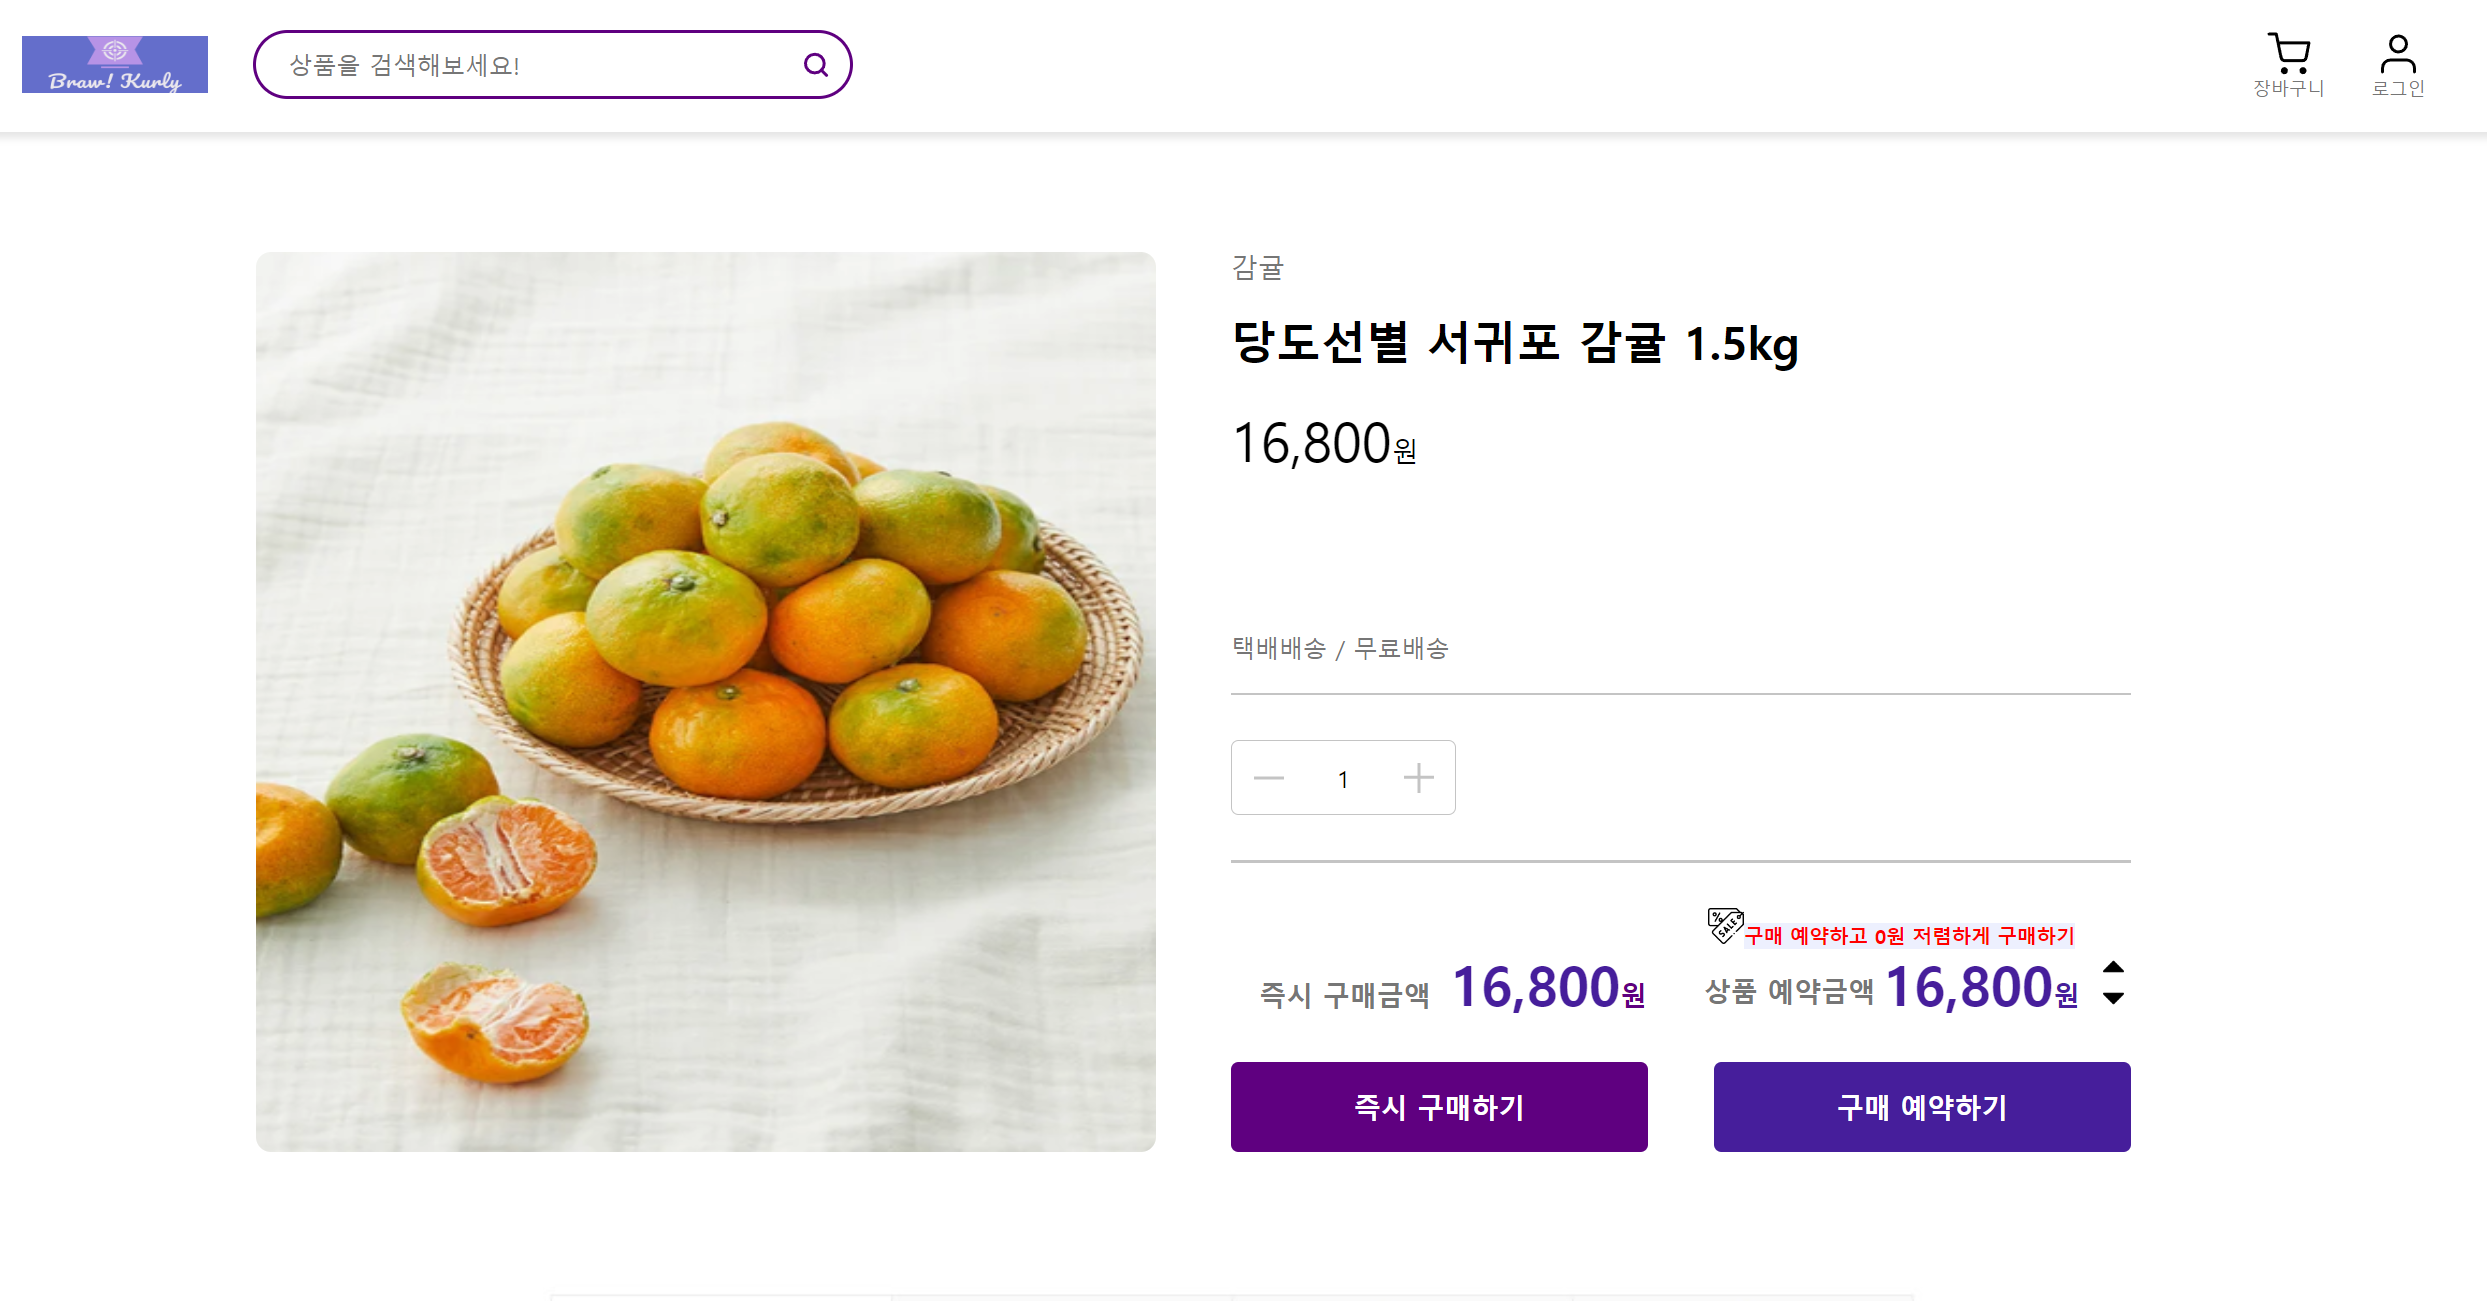 Braw! Kurly
상품을 검색해보세요!
장바구니
로그인
감귤
당도선별 서귀포 감귤 1.5kg
16,800원
택배배송 / 무료배송
1
% SALE
구매 예약하고 0원 저렴하게 구매하기
즉시 구매금액 16,800원
상품 예약금액 16,800원
즉시 구매하기
구매 예약하기